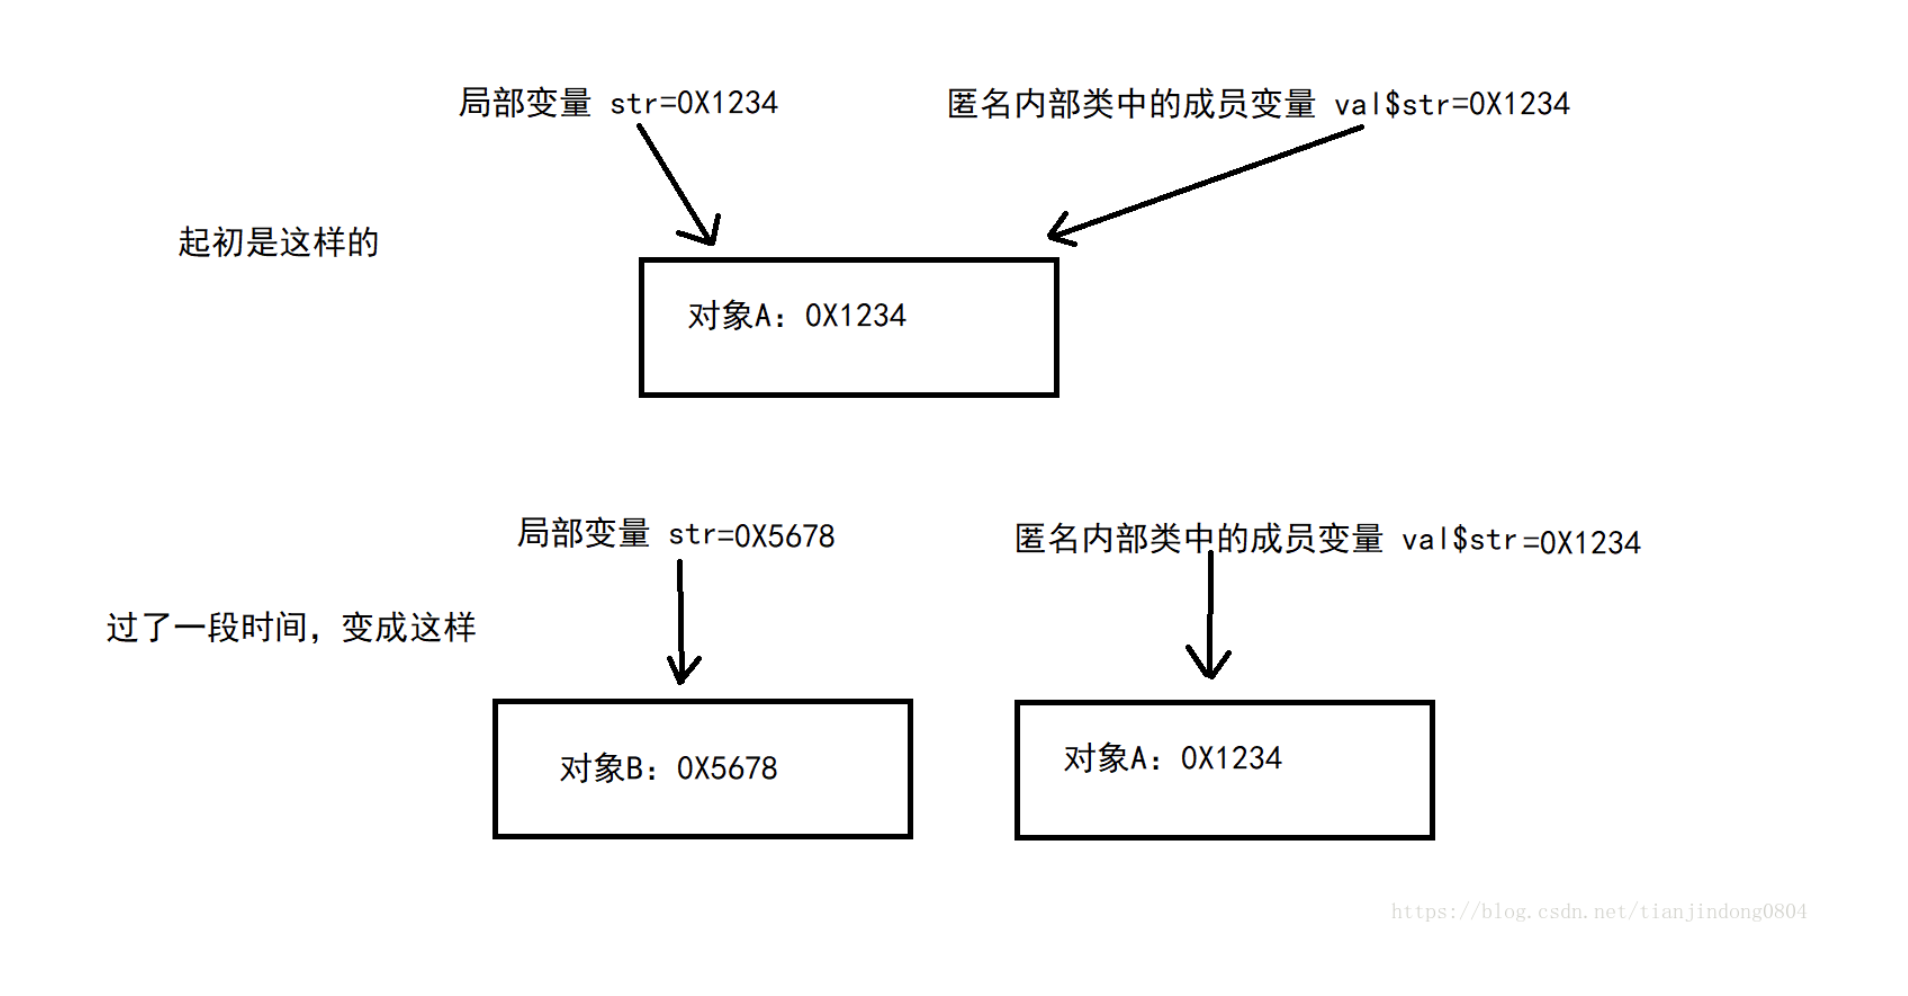 局部变量 str=0X1234
匿名内部类中的成员变量 val$str=0X1234
起初是这样的
对象A：0X1234
局部变量 str=0X5678
匿名内部类中的成员变量 val$str=0X1234
过了一段时间，变成这样
对象B：0X5678
对象A：0X1234
https://blog.csdn.net/tianjindong0804